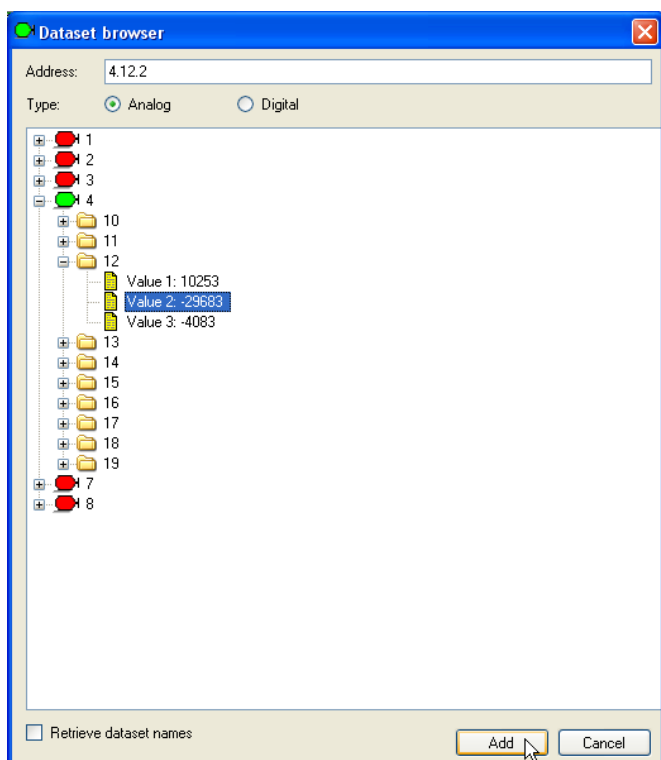 Dataset browser
Address: 4.12.2
Type: Analog Digital
1
2
3
4
10
11
12
Value 1: 10253
Value 2: -29683
Value 3: -4083
13
14
15
16
17
18
19
7
8
Retrieve dataset names
Add Cancel